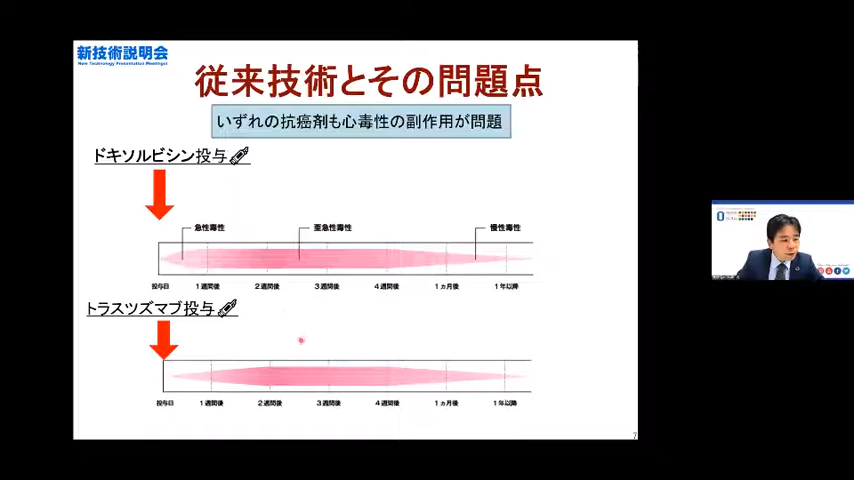 新技術説明会
New Technology Presentation Meetings!
従来技術とその問題点
いずれの抗癌剤も心毒性の副作用が問題
ドキソルビシン投与
急性毒性
亜急性毒性
慢性毒性
投与日 1週間後 2週間後 3週間後 4週間後 1ヵ月後 1年以降
トラスツズマブ投与
投与日 1週間後 2週間後 3週間後 4週間後 1ヵ月後 1年以降
7